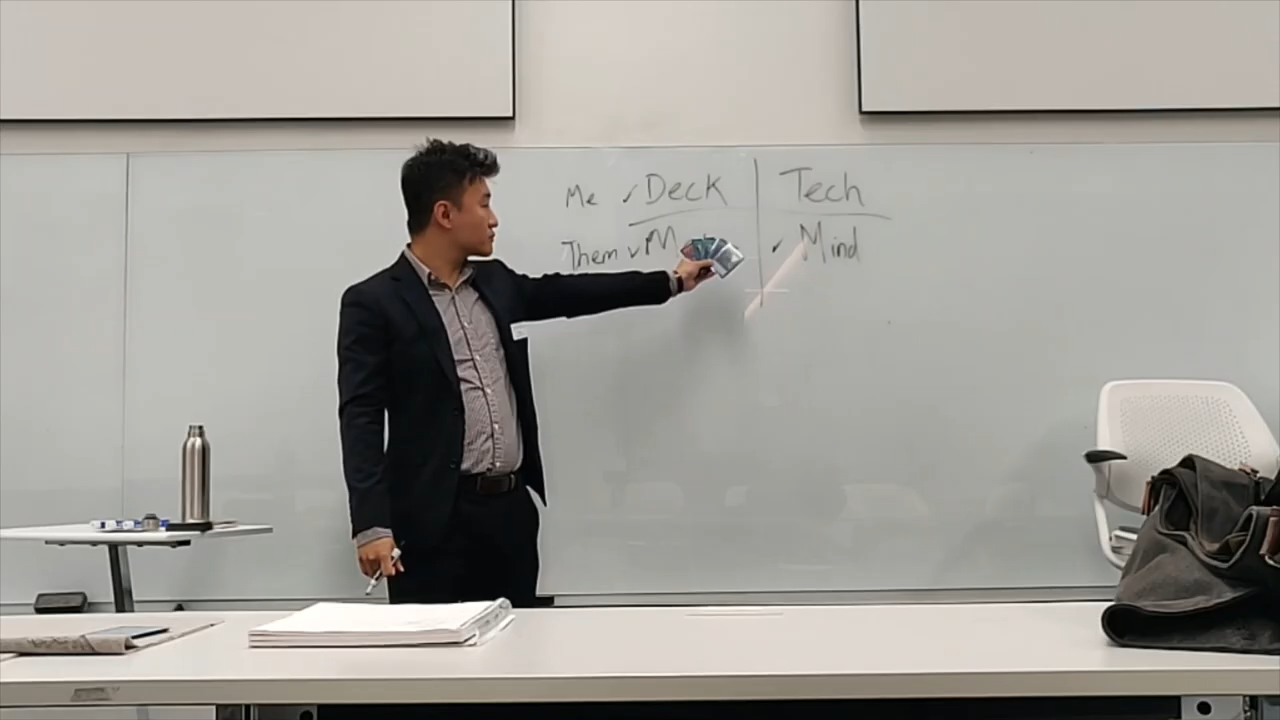 Me ✓ Deck Tech
Them ✓ M ✓ Mind